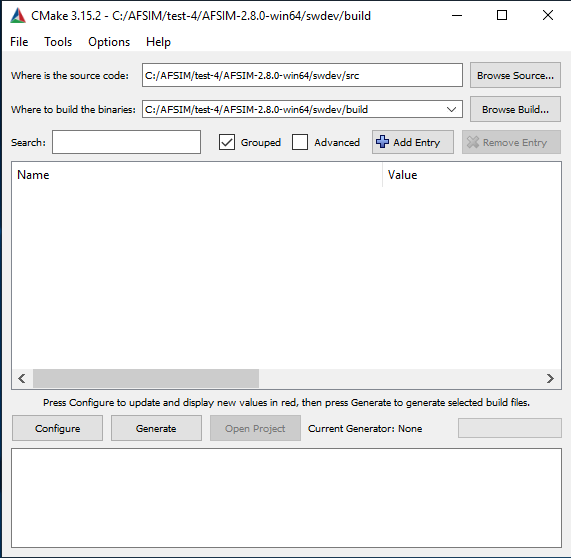 CMake 3.15.2 - C:/AFSIM/test-4/AFSIM-2.8.0-win64/swdev/build
File Tools Options Help
Where is the source code: C:/AFSIM/test-4/AFSIM-2.8.0-win64/swdev/src Browse Source...
Where to build the binaries: C:/AFSIM/test-4/AFSIM-2.8.0-win64/swdev/build Browse Build...
Search: Grouped Advanced Add Entry Remove Entry
Name Value
Press Configure to update and display new values in red, then press Generate to generate selected build files.
Configure Generate Open Project Current Generator: None